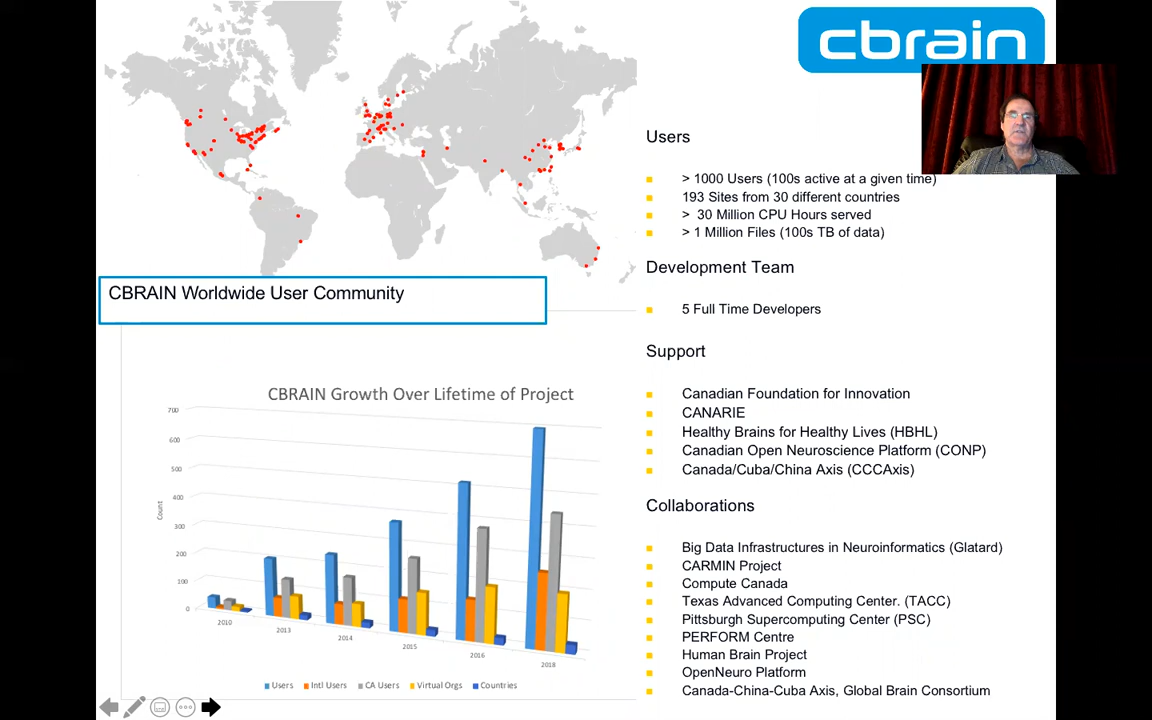 cbrain
Users
> 1000 Users (100s active at a given time)
193 Sites from 30 different countries
> 30 Million CPU Hours served
> 1 Million Files (100s TB of data)
Development Team
5 Full Time Developers
Support
Canadian Foundation for Innovation
CANARIE
Healthy Brains for Healthy Lives (HBHL)
Canadian Open Neuroscience Platform (CONP)
Canada/Cuba/China Axis (CCCAxis)
Collaborations
Big Data Infrastructures in Neuroinformatics (Glatard)
CARMIN Project
Compute Canada
Texas Advanced Computing Center. (TACC)
Pittsburgh Supercomputing Center (PSC)
PERFORM Centre
Human Brain Project
OpenNeuro Platform
Canada-China-Cuba Axis, Global Brain Consortium
CBRAIN Worldwide User Community
CBRAIN Growth Over Lifetime of Project
700
600
500
400
300
200
100
0
Count
2010
2013
2014
2015
2016
2018
Users Intl Users CA Users Virtual Orgs Countries